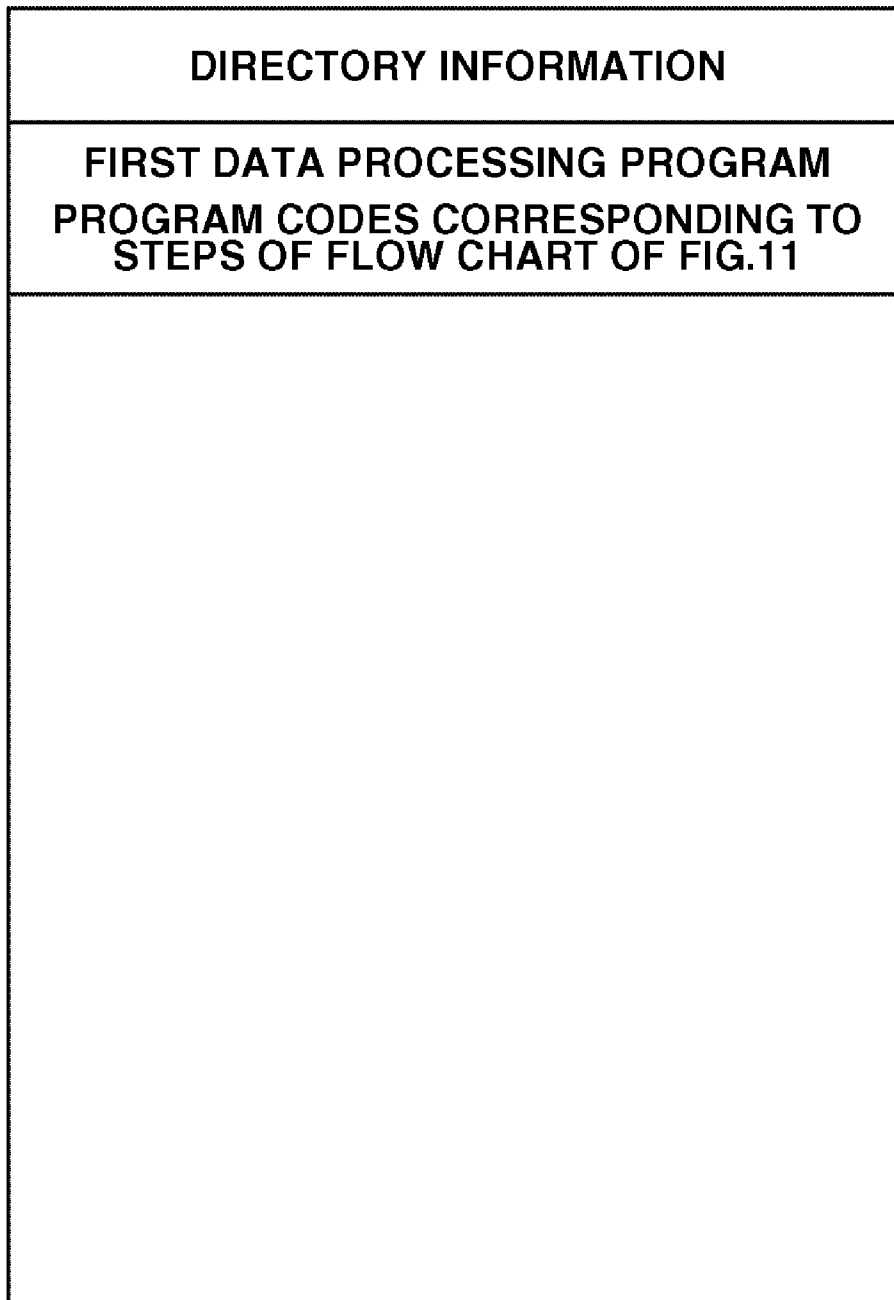 DIRECTORY INFORMATION
FIRST DATA PROCESSING PROGRAM
PROGRAM CODES CORRESPONDING TO
STEPS OF FLOW CHART OF FIG.11